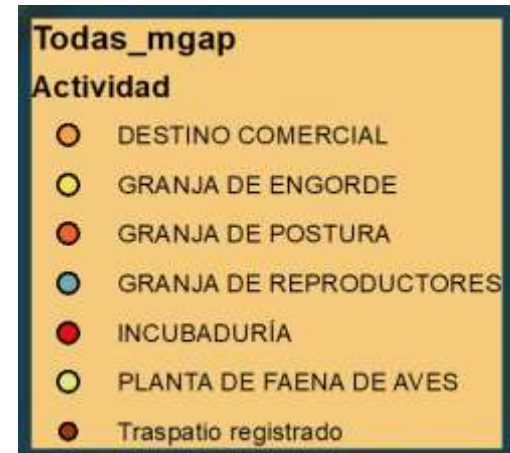 Todas_mgap
Actividad
DESTINO COMERCIAL
GRANJA DE ENGORDE
GRANJA DE POSTURA
GRANJA DE REPRODUCTORES
INCUBADURÍA
PLANTA DE FAENA DE AVES
Traspatio registrado